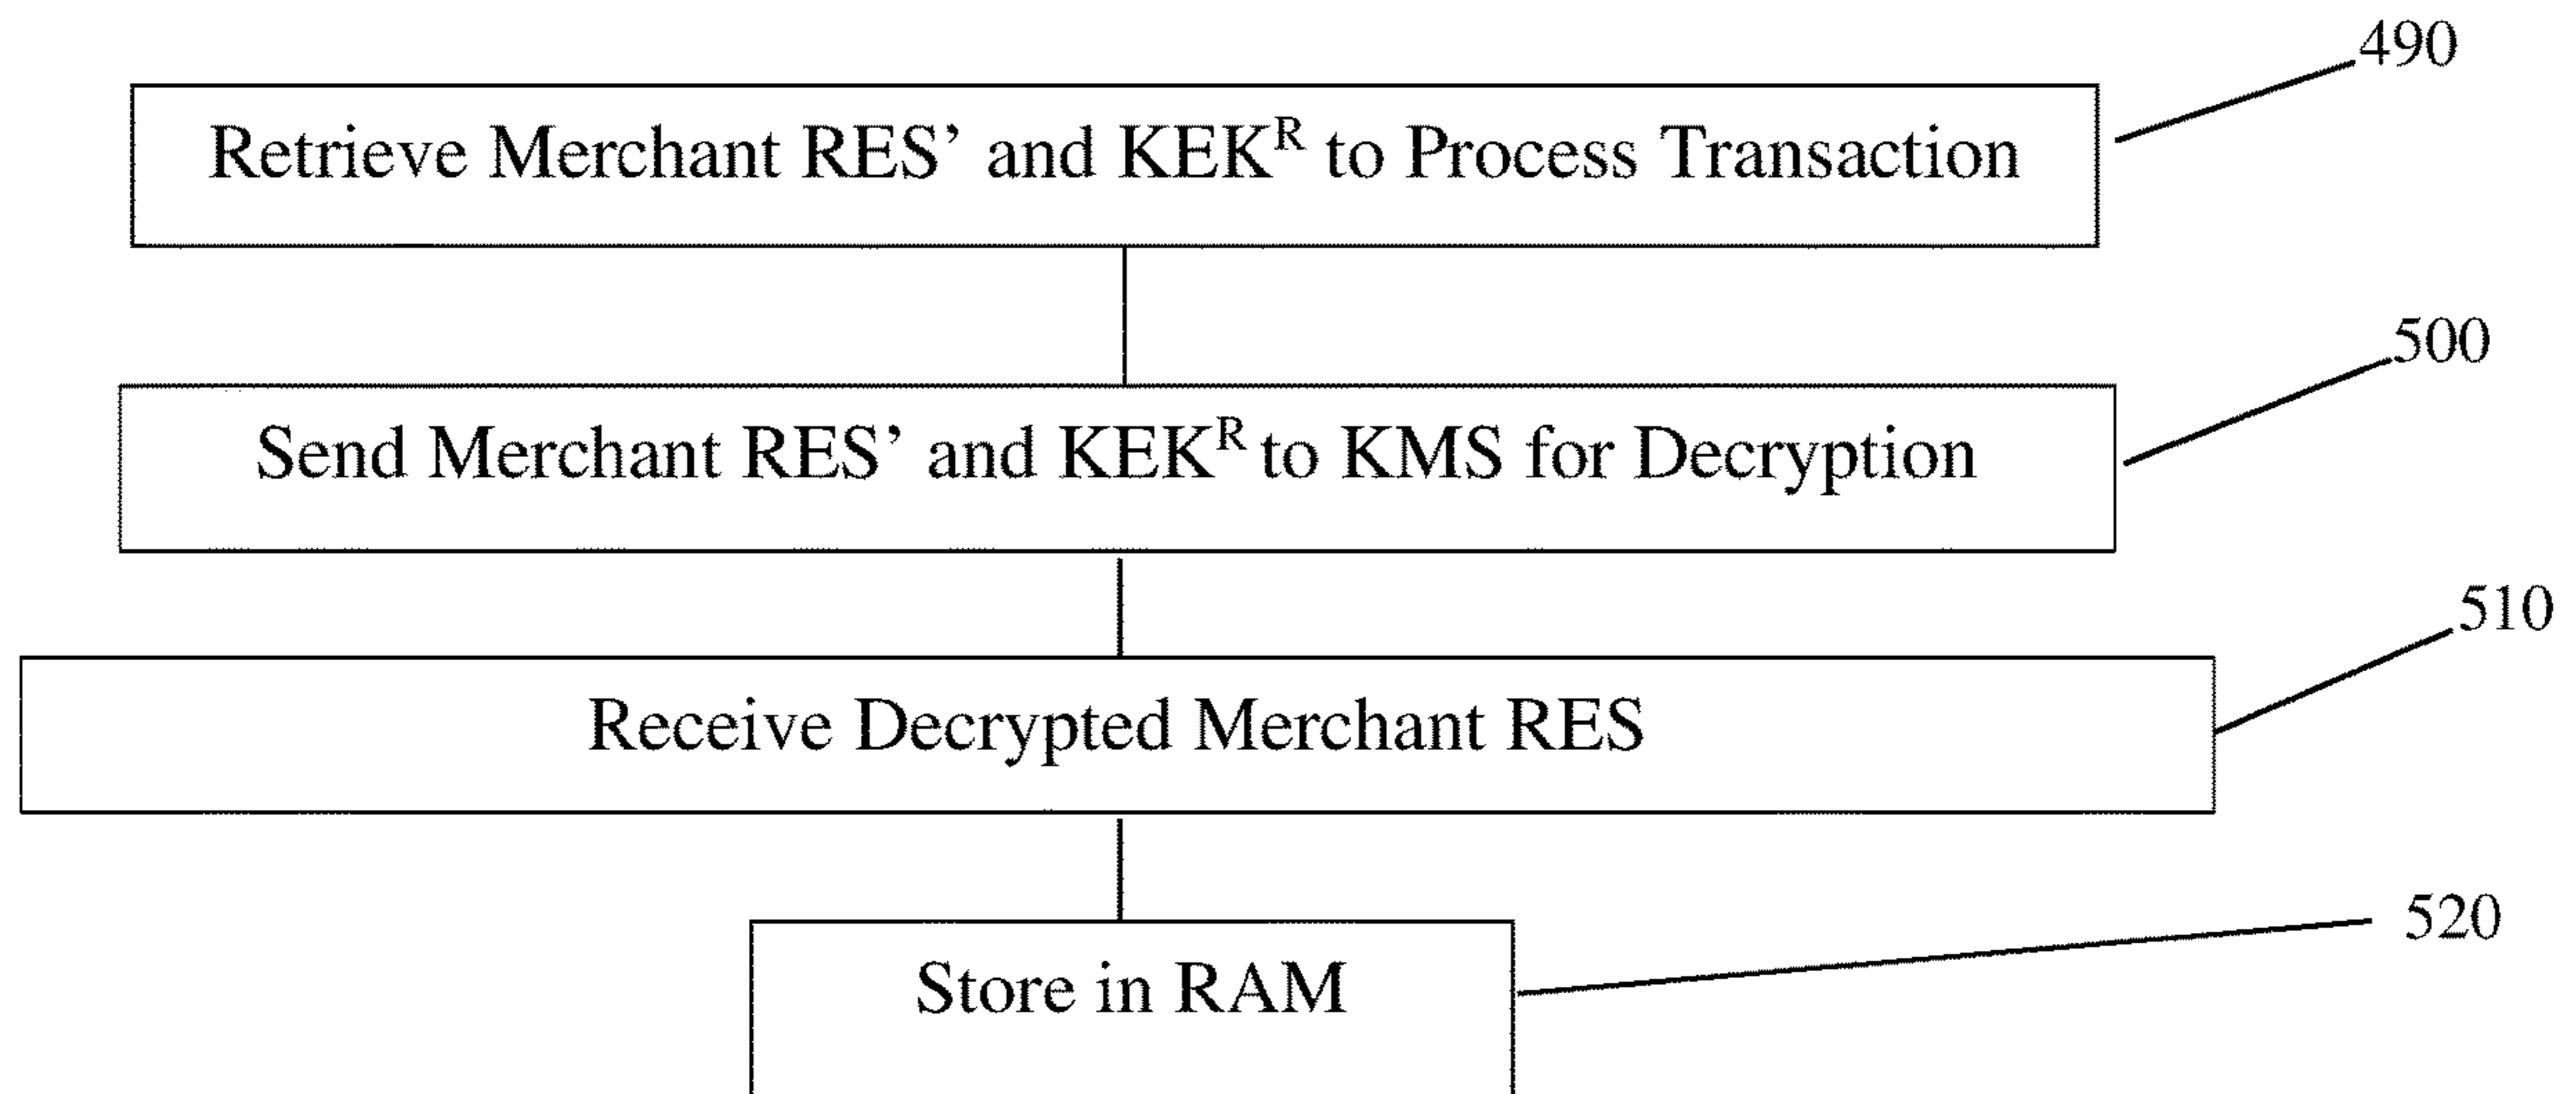 490
Retrieve Merchant RES’ and KEKᴿ to Process Transaction
500
Send Merchant RES’ and KEKᴿ to KMS for Decryption
510
Receive Decrypted Merchant RES
520
Store in RAM